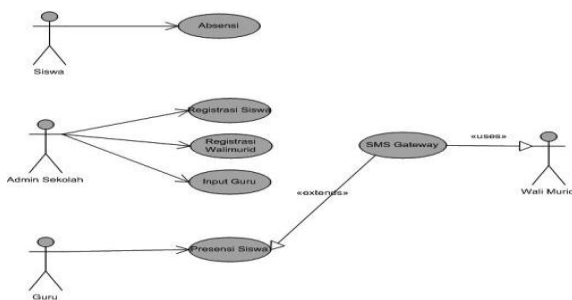 Absensi
Siswa
Registrasi Siswa
Registrasi
Walimurid
Admin Sekolah
Input Guru
SMS Gateway
«uses»
Wali Murid
«extends»
Presensi Siswa
Guru